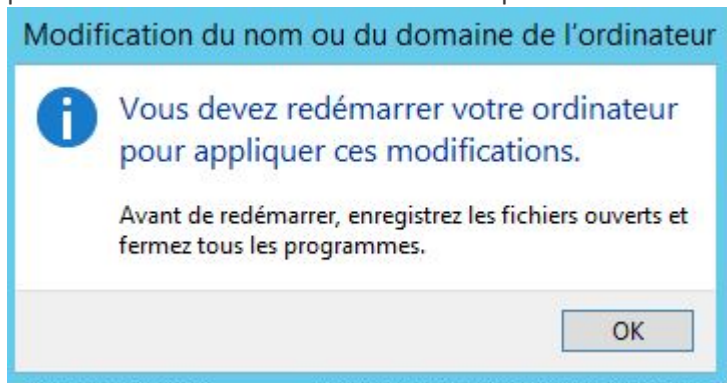 Modification du nom ou du domaine de l'ordinateur
Vous devez redémarrer votre ordinateur
pour appliquer ces modifications.
Avant de redémarrer, enregistrez les fichiers ouverts et
fermez tous les programmes.
OK